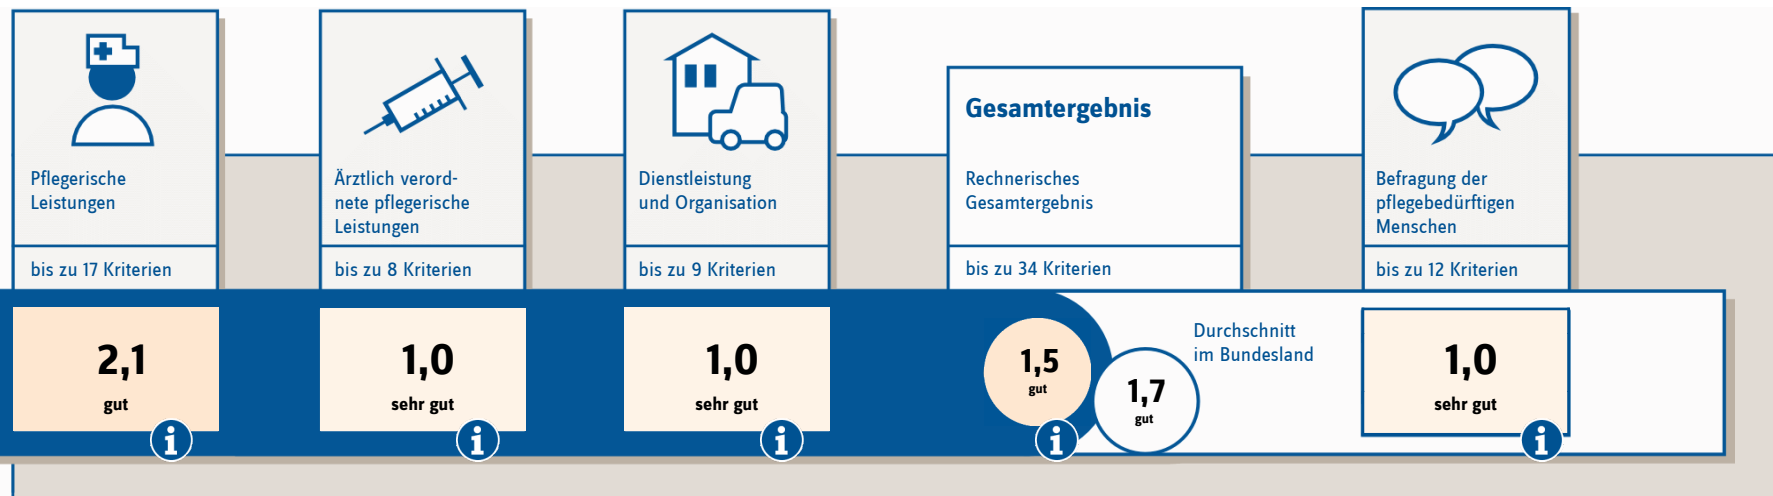 Pflegerische
Leistungen
bis zu 17 Kriterien
2,1
gut
i
Ärztlich verord-
nete pflegerische
Leistungen
bis zu 8 Kriterien
1,0
sehr gut
i
Dienstleistung
und Organisation
bis zu 9 Kriterien
1,0
sehr gut
i
Gesamtergebnis
Rechnerisches
Gesamtergebnis
bis zu 34 Kriterien
1,5
gut
i
1,7
gut
Durchschnitt
im Bundesland
Befragung der
pflegebedürftigen
Menschen
bis zu 12 Kriterien
1,0
sehr gut
i